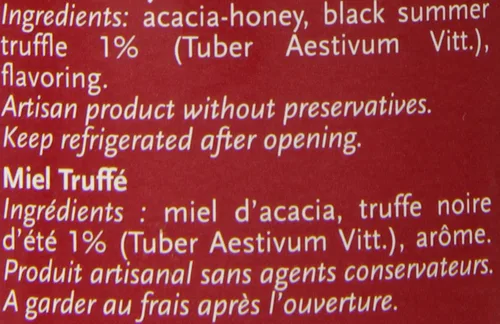 Ingredients: acacia-honey, black summer
truffle 1% (Tuber Aestivum Vitt.),
flavoring.
Artisan product without preservatives.
Keep refrigerated after opening.
Miel Truffé
Ingrédients : miel d'acacia, truffe noire
d'été 1% (Tuber Aestivum Vitt.), arôme.
Produit artisanal sans agents conservateurs.
A garder au frais après l'ouverture.